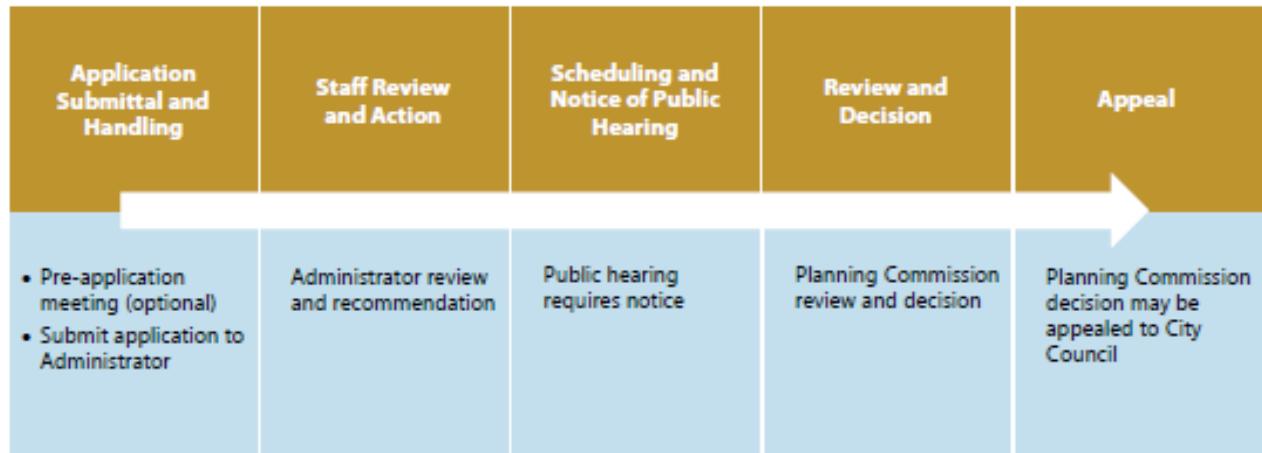 Application
Submittal and
Handling
Staff Review
and Action
Scheduling and
Notice of Public
Hearing
Review and
Decision
Appeal
• Pre-application
meeting (optional)
• Submit application to
Administrator
Administrator review
and recommendation
Public hearing
requires notice
Planning Commission
review and decision
Planning Commission
decision may be
appealed to City
Council